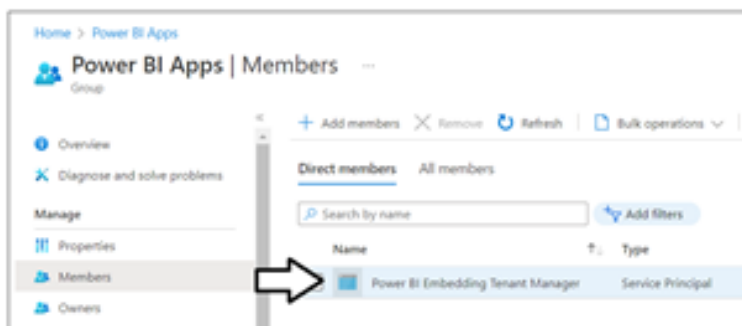 Home > Power BI Apps
Power BI Apps | Members ...
Group
«
+ Add members Remove Refresh Bulk operations
Overview
Diagnose and solve problems
Direct members All members
Manage
Search by name Add filters
Properties
Name ↑↓ Type
Members
Power BI Embedding Tenant Manager Service Principal
Owners